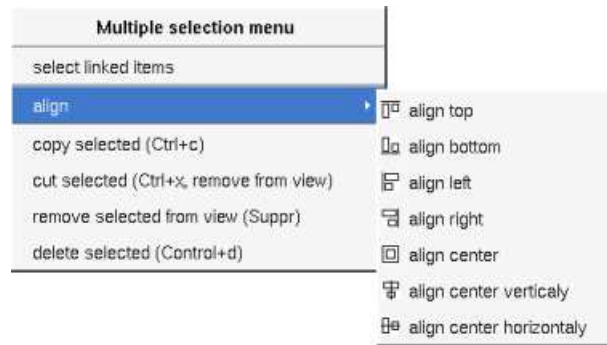 Multiple selection menu
select linked items
align
copy selected (Ctrl+c)
cut selected (Ctrl+x, remove from view)
remove selected from view (Suppr)
delete selected (Control+d)
align top
align bottom
align left
align right
align center
align center verticaly
align center horizontaly